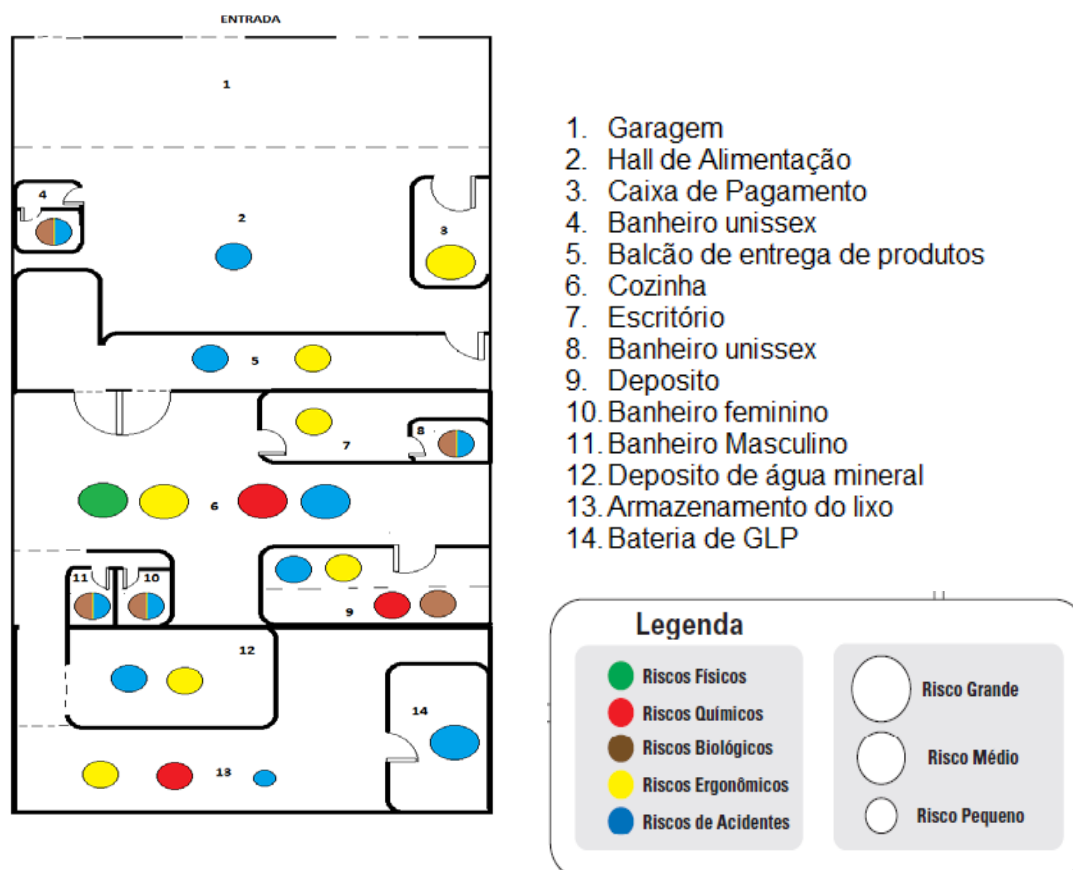 ENTRADA
1
4
2
3
5
8
7
6
11
10
9
12
14
13
1. Garagem
2. Hall de Alimentação
3. Caixa de Pagamento
4. Banheiro unissex
5. Balcão de entrega de produtos
6. Cozinha
7. Escritório
8. Banheiro unissex
9. Deposito
10. Banheiro feminino
11. Banheiro Masculino
12. Deposito de água mineral
13. Armazenamento do lixo
14. Bateria de GLP
Legenda
Riscos Físicos
Riscos Químicos
Riscos Biológicos
Riscos Ergonômicos
Riscos de Acidentes
Risco Grande
Risco Médio
Risco Pequeno